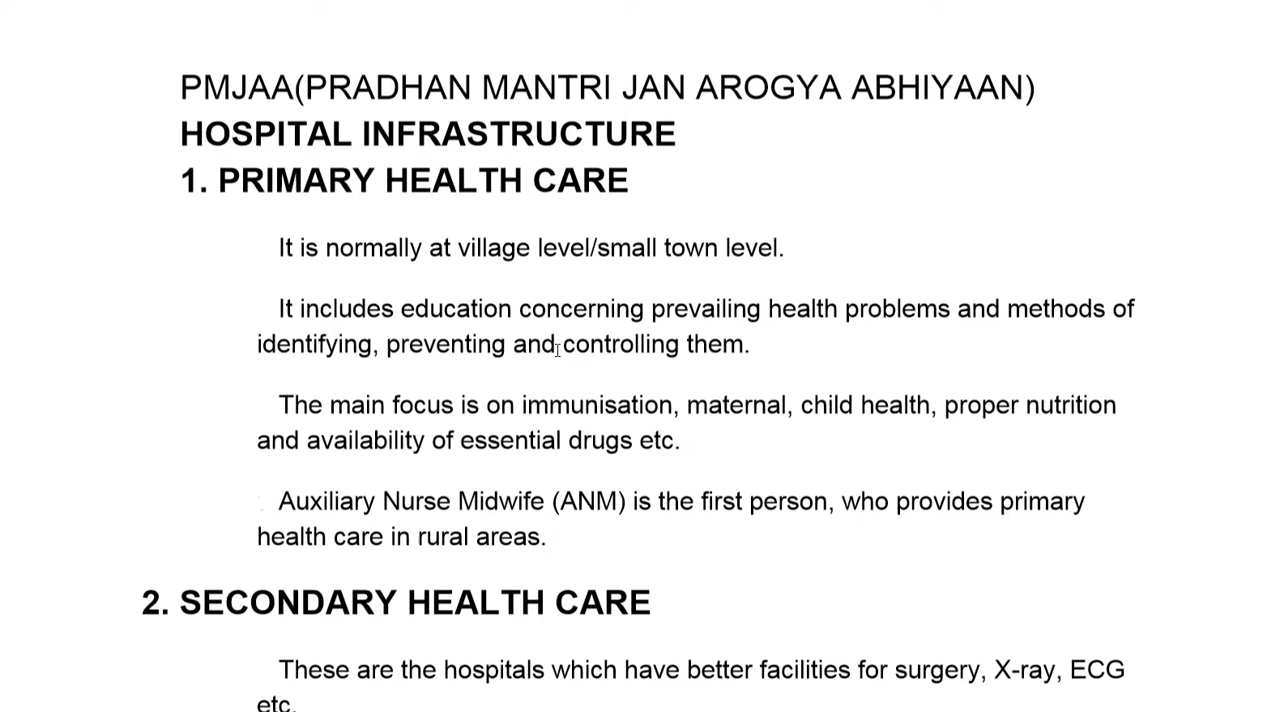 PMJAA(PRADHAN MANTRI JAN AROGYA ABHIYAAN)
HOSPITAL INFRASTRUCTURE
1. PRIMARY HEALTH CARE
It is normally at village level/small town level.
It includes education concerning prevailing health problems and methods of
identifying, preventing and controlling them.
The main focus is on immunisation, maternal, child health, proper nutrition
and availability of essential drugs etc.
Auxiliary Nurse Midwife (ANM) is the first person, who provides primary
health care in rural areas.
2. SECONDARY HEALTH CARE
These are the hospitals which have better facilities for surgery, X-ray, ECG
etc.